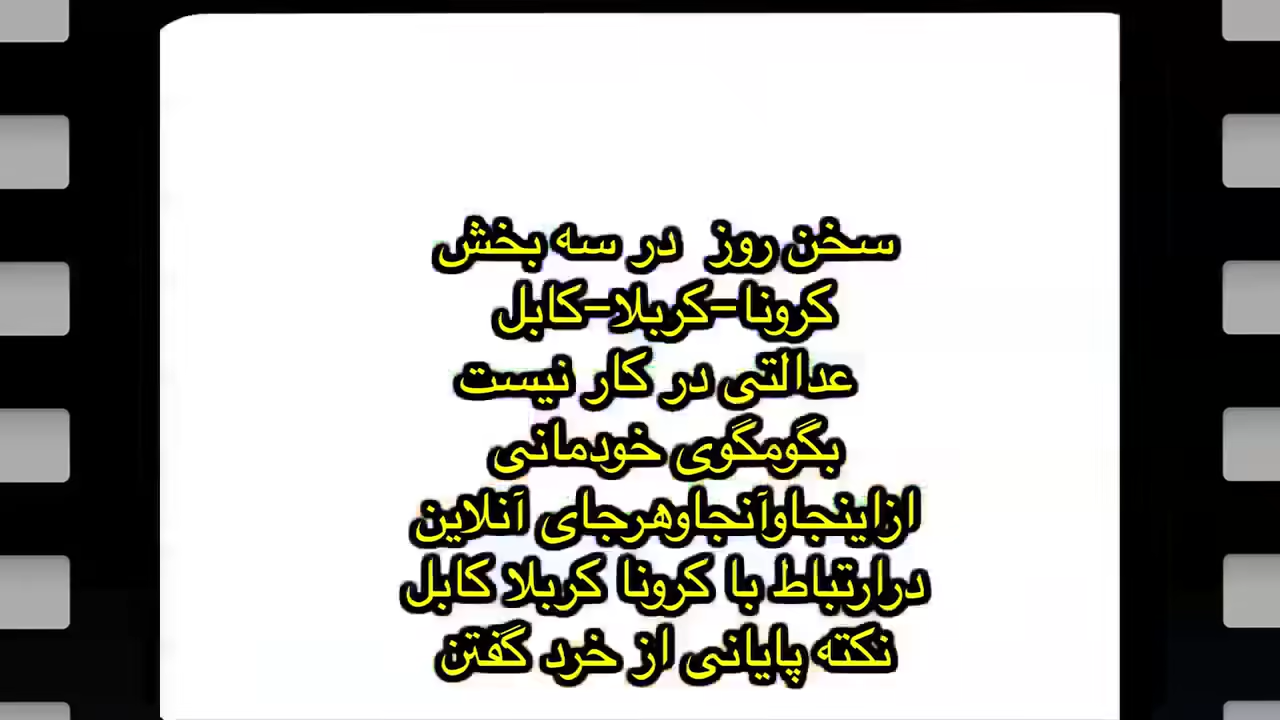 سخن روز در سه بخش
کرونا-کربلا-کابل
عدالتی در کار نیست
بگومگوی خودمانی
ازاینجاوآنجاوهرجای آنلاین
درارتباط با کرونا کربلا کابل
نکته پایانی از خرد گفتن